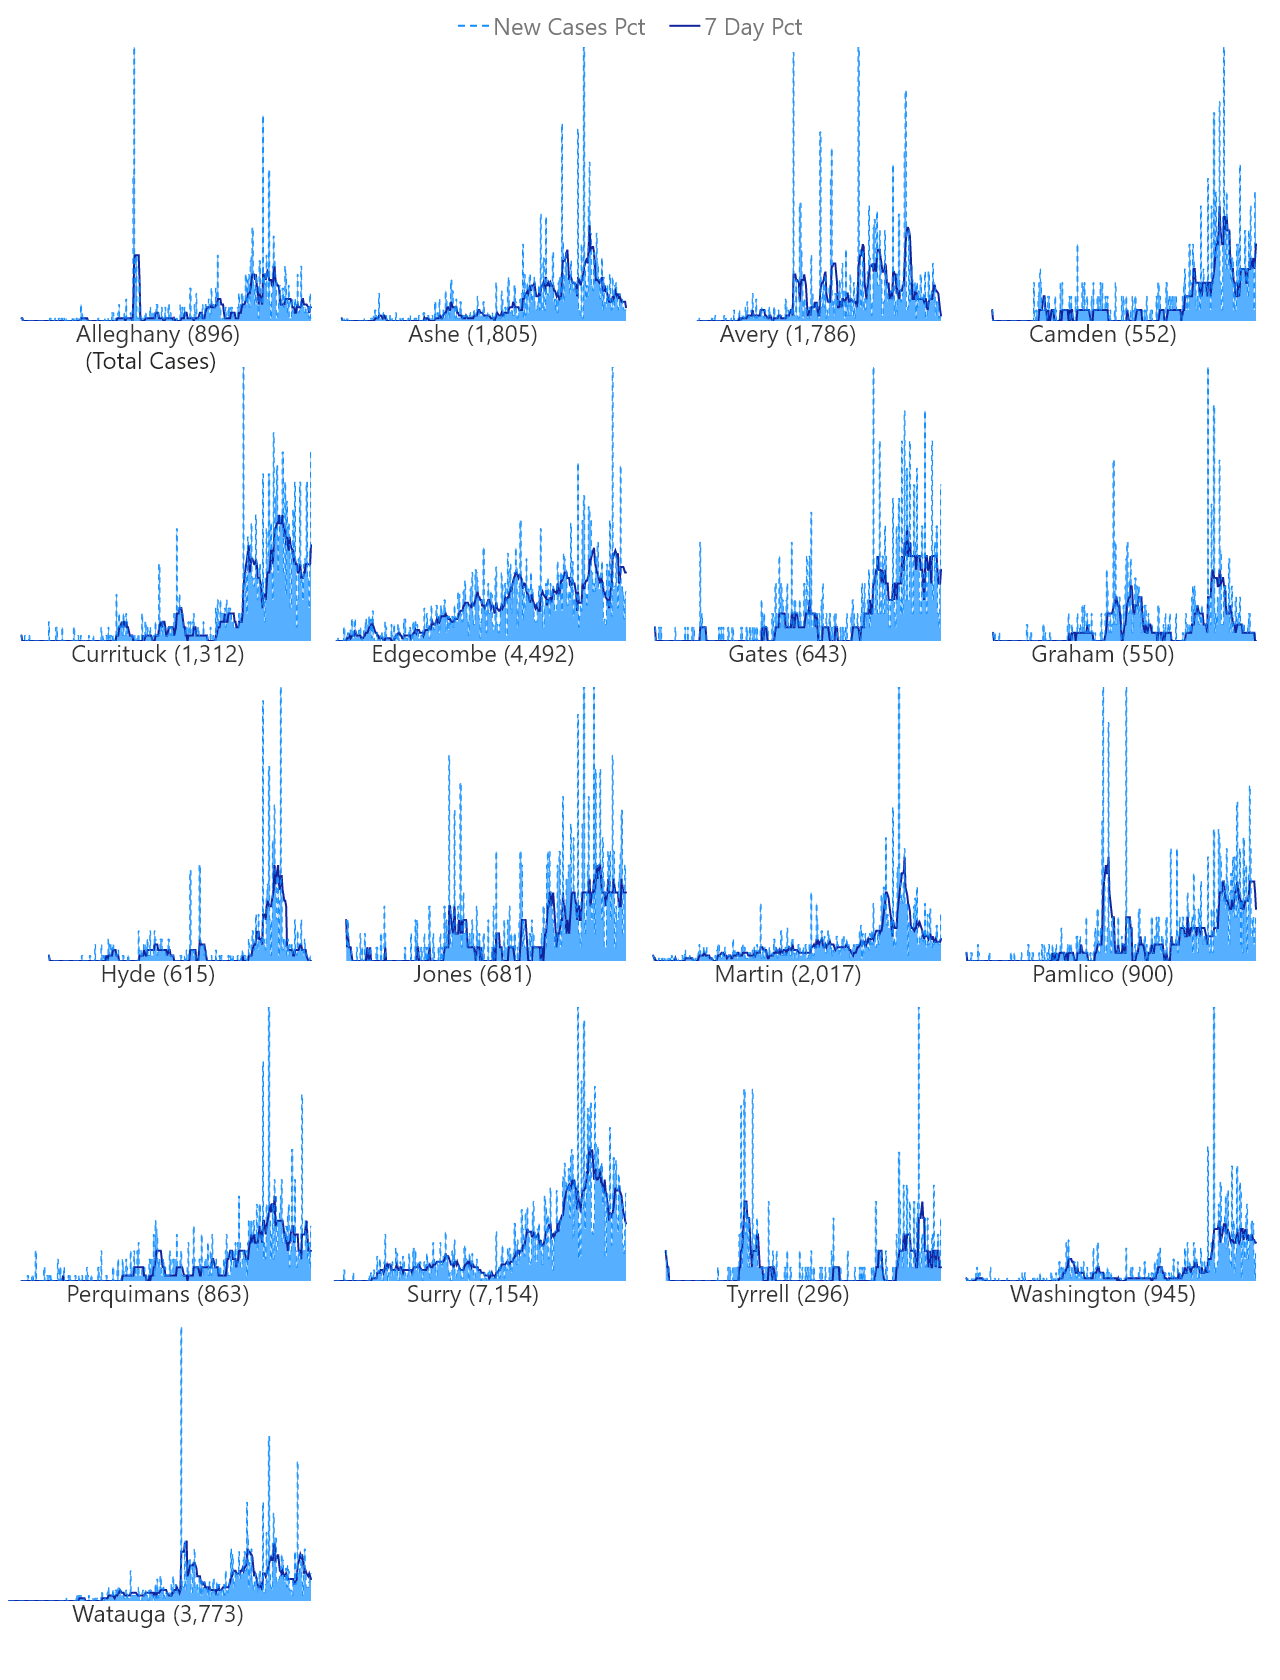 New Cases Pct 7 Day Pct
Alleghany (896) Ashe (1,805) Avery (1,786) Camden (552)
(Total Cases)
Currituck (1,312) Edgecombe (4,492) Gates (643) Graham (550)
Hyde (615) Jones (681) Martin (2,017) Pamlico (900)
Perquimans (863) Surry (7,154) Tyrrell (296) Washington (945)
Watauga (3,773)